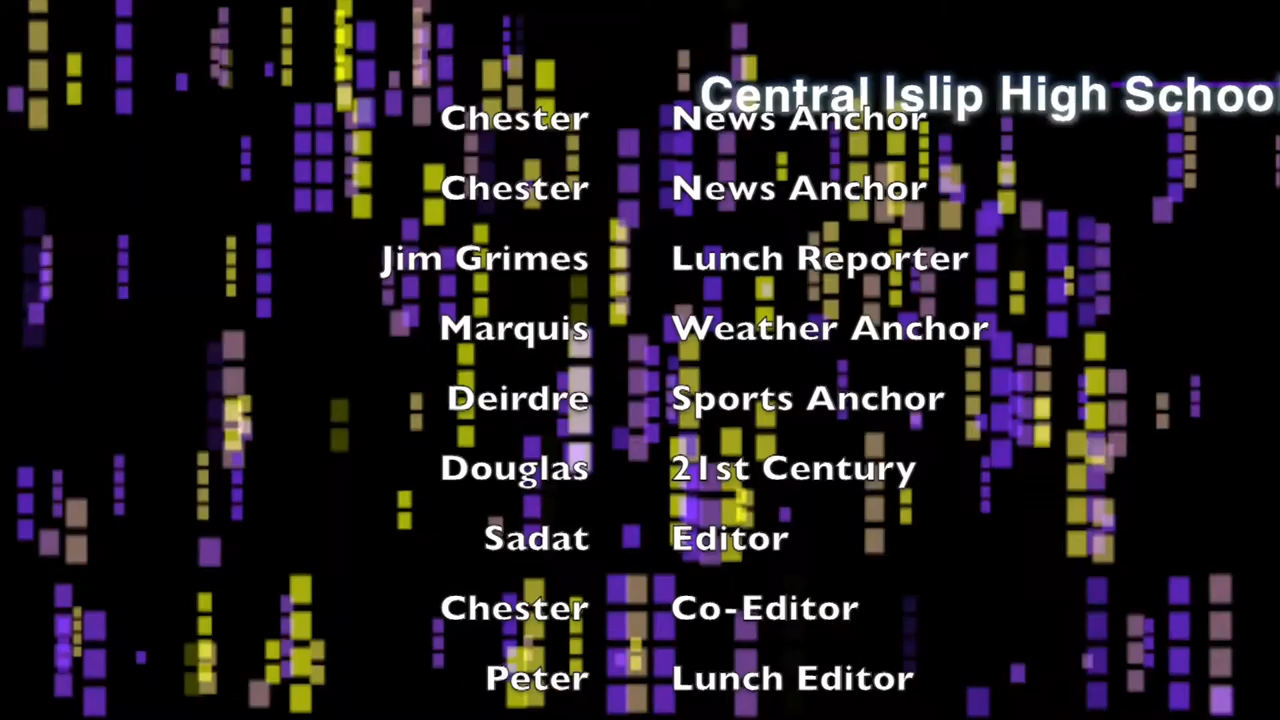 Central Islip High Schoo
Chester News Anchor
Chester News Anchor
Jim Grimes Lunch Reporter
Marquis Weather Anchor
Deirdre Sports Anchor
Douglas 21st Century
Sadat Editor
Chester Co-Editor
Peter Lunch Editor